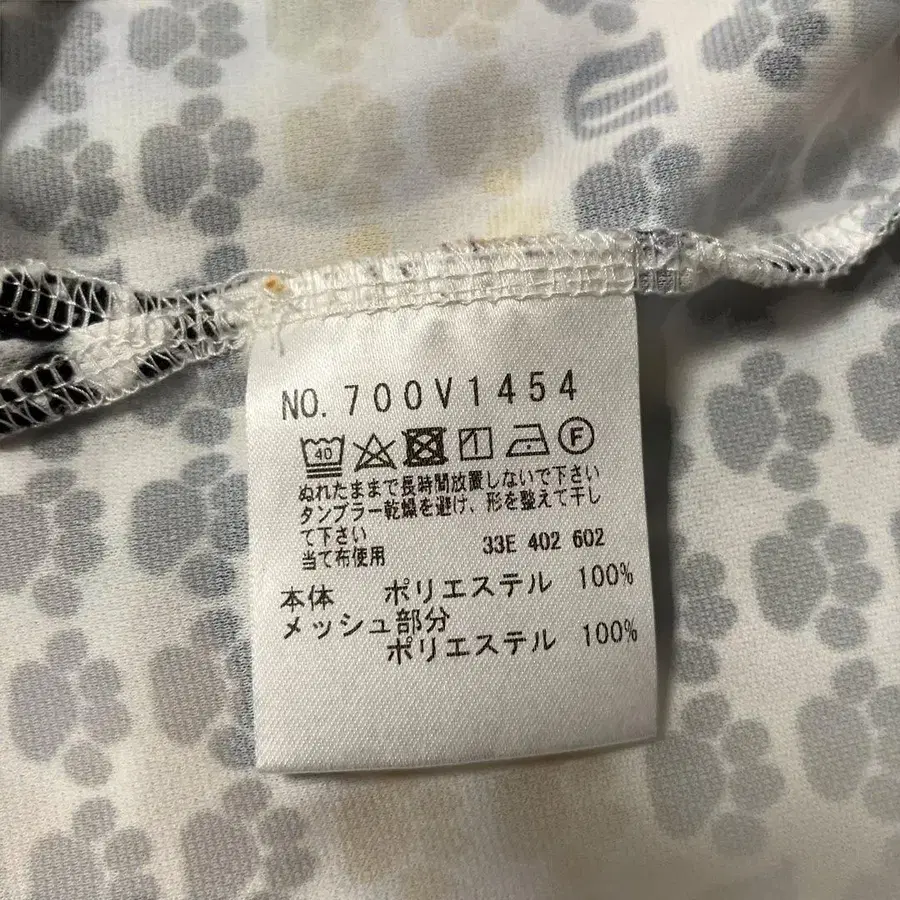 NO. 700V1454
40 F
ぬれたままで長時間放置しないで下さい
タンブラー乾燥を避け、形を整えて干し
て下さい
当て布使用 33E 402 602
本体 ポリエステル 100%
メッシュ部分
ポリエステル 100%